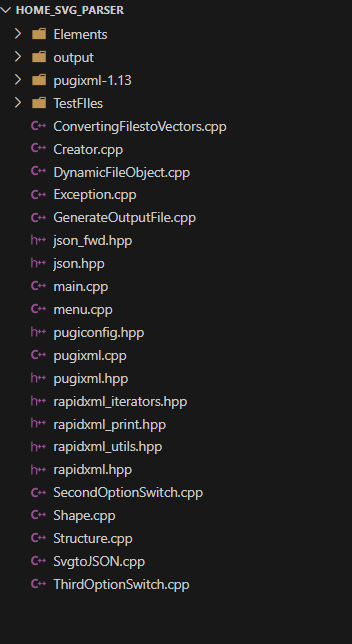 HOME_SVG_PARSER
Elements
output
pugixml-1.13
TestFIles
C++ ConvertingFilestoVectors.cpp
C++ Creator.cpp
C++ DynamicFileObject.cpp
C++ Exception.cpp
C++ GenerateOutputFile.cpp
h++ json_fwd.hpp
h++ json.hpp
C++ main.cpp
C++ menu.cpp
h++ pugiconfig.hpp
C++ pugixml.cpp
h++ pugixml.hpp
h++ rapidxml_iterators.hpp
h++ rapidxml_print.hpp
h++ rapidxml_utils.hpp
h++ rapidxml.hpp
C++ SecondOptionSwitch.cpp
C++ Shape.cpp
C++ Structure.cpp
C++ SvgtoJSON.cpp
C++ ThirdOptionSwitch.cpp